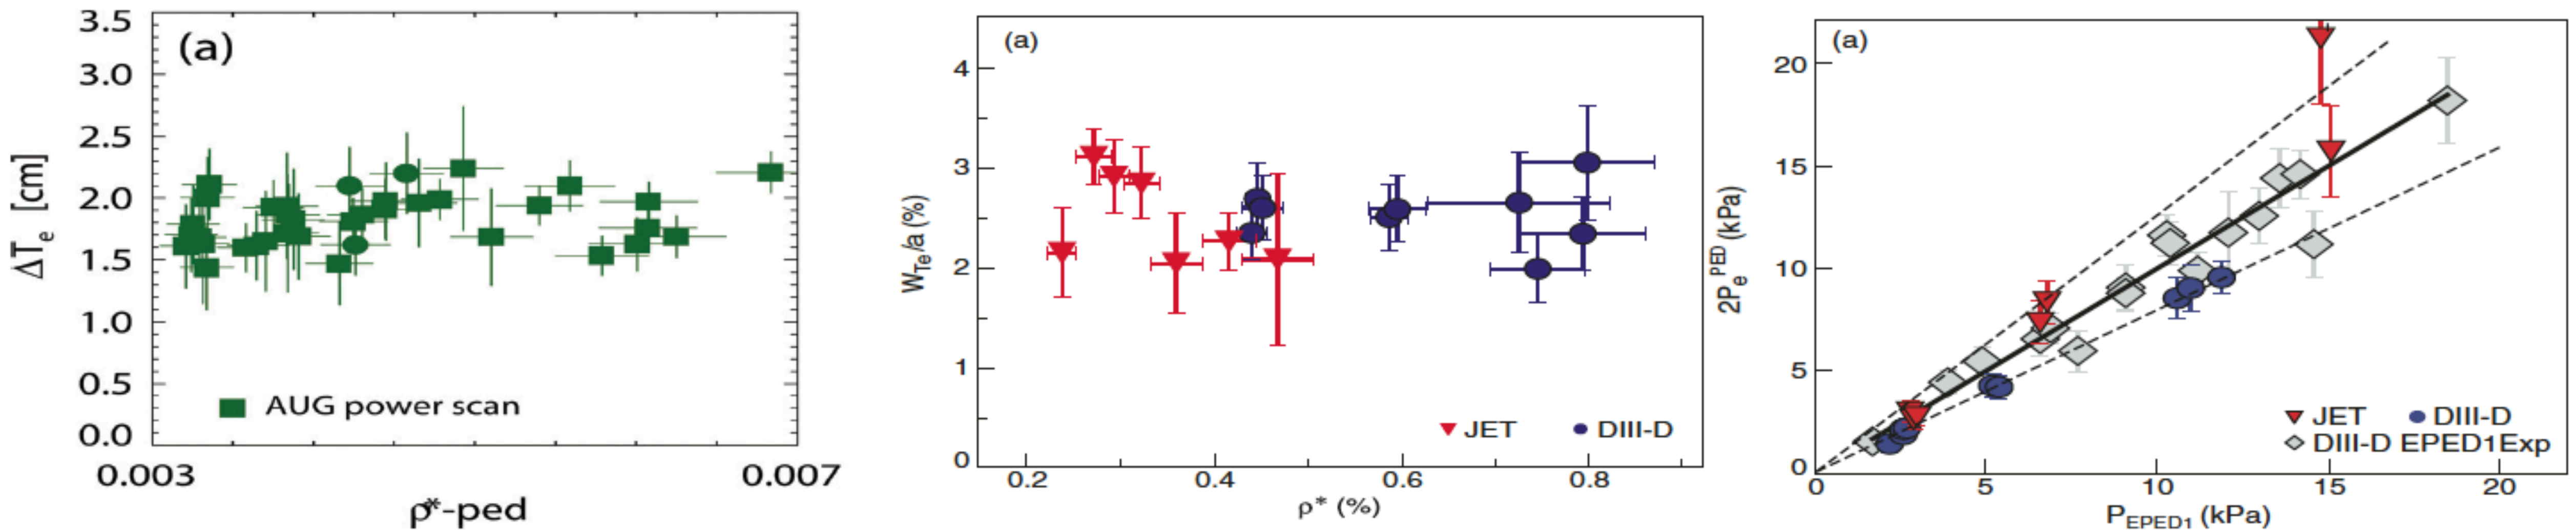 (a)
ΔTe [cm]
3.5
3.0
2.5
2.0
1.5
1.0
0.5
0.0
AUG power scan
0.003
0.007
ρ*-ped
(a)
W_Te/a (%)
4
3
2
1
0
JET
DIII-D
0.2
0.4
0.6
0.8
ρ* (%)
(a)
2P_e^PED (kPa)
20
15
10
5
0
JET
DIII-D
DIII-D EPED1Exp
0
5
10
15
20
P_EPED1 (kPa)